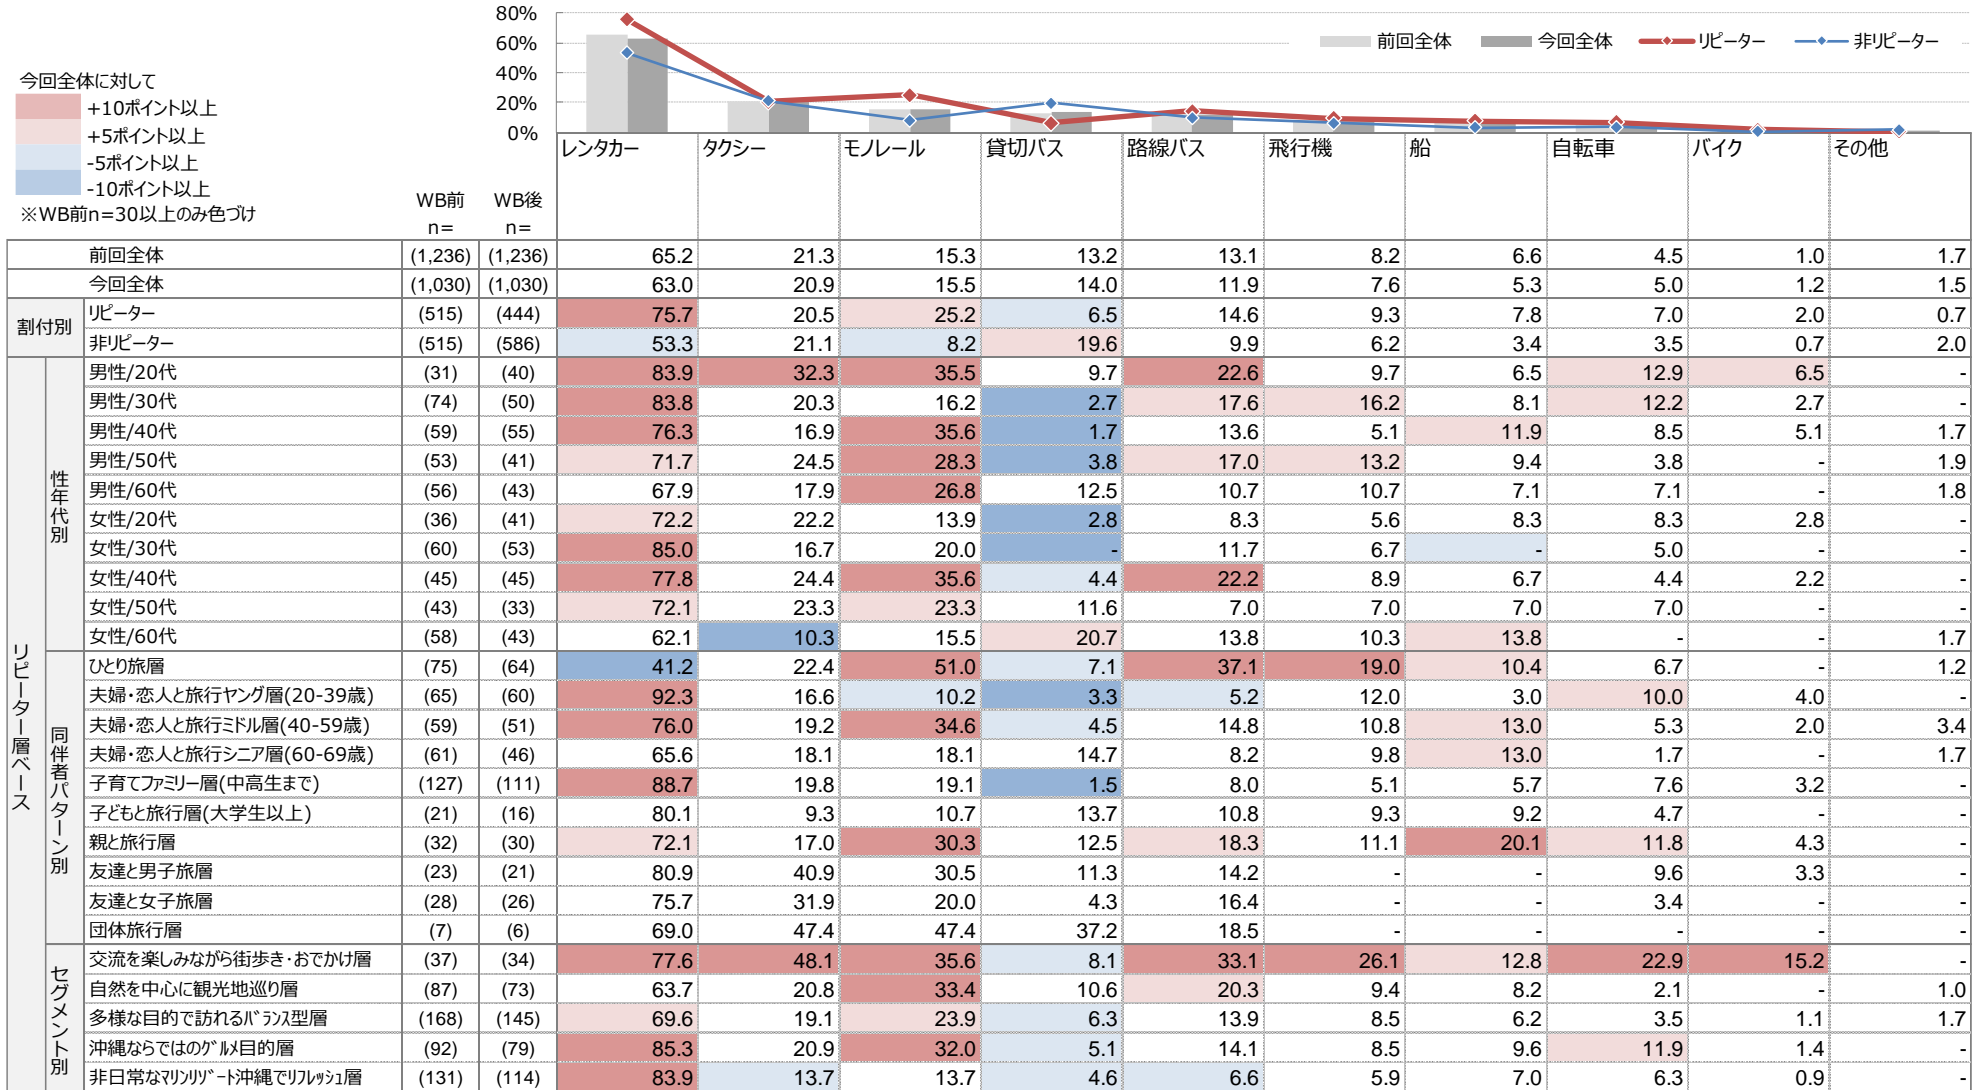 80%
60%
40%
20%
0%
前回全体 今回全体 リピーター 非リピーター
今回全体に対して
+10ポイント以上
+5ポイント以上
-5ポイント以上
-10ポイント以上
※WB前n=30以上のみ色づけ
WB前 n= WB後 n= レンタカー タクシー モノレール 貸切バス 路線バス 飛行機 船 自転車 バイク その他
前回全体 (1,236) (1,236) 65.2 21.3 15.3 13.2 13.1 8.2 6.6 4.5 1.0 1.7
今回全体 (1,030) (1,030) 63.0 20.9 15.5 14.0 11.9 7.6 5.3 5.0 1.2 1.5
割付別
リピーター (515) (444) 75.7 20.5 25.2 6.5 14.6 9.3 7.8 7.0 2.0 0.7
非リピーター (515) (586) 53.3 21.1 8.2 19.6 9.9 6.2 3.4 3.5 0.7 2.0
リピーター層ベース
性年代別
男性/20代 (31) (40) 83.9 32.3 35.5 9.7 22.6 9.7 6.5 12.9 6.5 -
男性/30代 (74) (50) 83.8 20.3 16.2 2.7 17.6 16.2 8.1 12.2 2.7 -
男性/40代 (59) (55) 76.3 16.9 35.6 1.7 13.6 5.1 11.9 8.5 5.1 1.7
男性/50代 (53) (41) 71.7 24.5 28.3 3.8 17.0 13.2 9.4 3.8 - 1.9
男性/60代 (56) (43) 67.9 17.9 26.8 12.5 10.7 10.7 7.1 7.1 - 1.8
女性/20代 (36) (41) 72.2 22.2 13.9 2.8 8.3 5.6 8.3 8.3 2.8 -
女性/30代 (60) (53) 85.0 16.7 20.0 - 11.7 6.7 - 5.0 - -
女性/40代 (45) (45) 77.8 24.4 35.6 4.4 22.2 8.9 6.7 4.4 2.2 -
女性/50代 (43) (33) 72.1 23.3 23.3 11.6 7.0 7.0 7.0 7.0 - -
女性/60代 (58) (43) 62.1 10.3 15.5 20.7 13.8 10.3 13.8 - - 1.7
同伴者パターン別
ひとり旅層 (75) (64) 41.2 22.4 51.0 7.1 37.1 19.0 10.4 6.7 - 1.2
夫婦・恋人と旅行ヤング層(20-39歳) (65) (60) 92.3 16.6 10.2 3.3 5.2 12.0 3.0 10.0 4.0 -
夫婦・恋人と旅行ミドル層(40-59歳) (59) (51) 76.0 19.2 34.6 4.5 14.8 10.8 13.0 5.3 2.0 3.4
夫婦・恋人と旅行シニア層(60-69歳) (61) (46) 65.6 18.1 18.1 14.7 8.2 9.8 13.0 1.7 - 1.7
子育てファミリー層(中高生まで) (127) (111) 88.7 19.8 19.1 1.5 8.0 5.1 5.7 7.6 3.2 -
子どもと旅行層(大学生以上) (21) (16) 80.1 9.3 10.7 13.7 10.8 9.3 9.2 4.7 - -
親と旅行層 (32) (30) 72.1 17.0 30.3 12.5 18.3 11.1 20.1 11.8 4.3 -
友達と男子旅層 (23) (21) 80.9 40.9 30.5 11.3 14.2 - - 9.6 3.3 -
友達と女子旅層 (28) (26) 75.7 31.9 20.0 4.3 16.4 - - 3.4 - -
団体旅行層 (7) (6) 69.0 47.4 47.4 37.2 18.5 - - - - -
セグメント別
交流を楽しみながら街歩き・おでかけ層 (37) (34) 77.6 48.1 35.6 8.1 33.1 26.1 12.8 22.9 15.2 -
自然を中心に観光地巡り層 (87) (73) 63.7 20.8 33.4 10.6 20.3 9.4 8.2 2.1 - 1.0
多様な目的で訪れるバランス型層 (168) (145) 69.6 19.1 23.9 6.3 13.9 8.5 6.2 3.5 1.1 1.7
沖縄ならではのグルメ目的層 (92) (79) 85.3 20.9 32.0 5.1 14.1 8.5 9.6 11.9 1.4 -
非日常なマリンリゾート沖縄でリフレッシュ層 (131) (114) 83.9 13.7 13.7 4.6 6.6 5.9 7.0 6.3 0.9 -